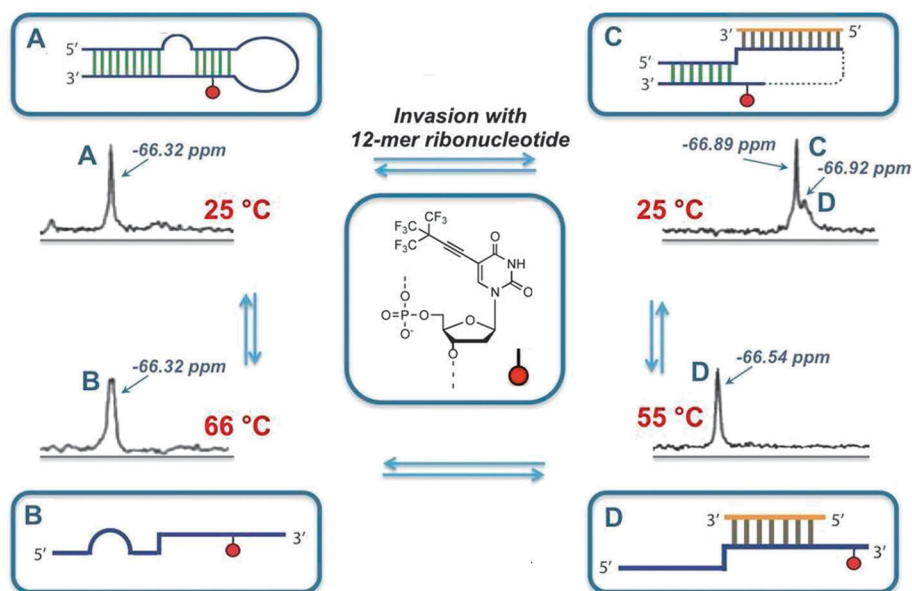 A
5′
3′
C
3′
5′
5′
3′
Invasion with
12-mer ribonucleotide
A
-66.32 ppm
25 °C
-66.89 ppm
C
-66.92 ppm
D
25 °C
F₃C
CF₃
F₃C
O
NH
N
O
O
O=P-O
O⁻
O
O
B
-66.32 ppm
66 °C
D
-66.54 ppm
55 °C
B
5′
3′
D
3′
5′
3′
5′